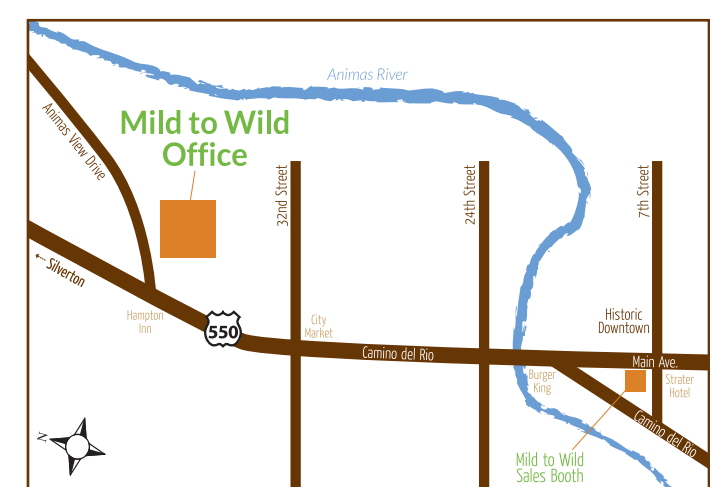 Animas River
Mild to Wild
Office
Animas View Drive
32nd Street
24th Street
7th Street
← Silverton
Hampton
Inn
550
City
Market
Historic
Downtown
Camino del Rio
Main Ave.
Burger
King
Strater
Hotel
Camino del Rio
N
Mild to Wild
Sales Booth